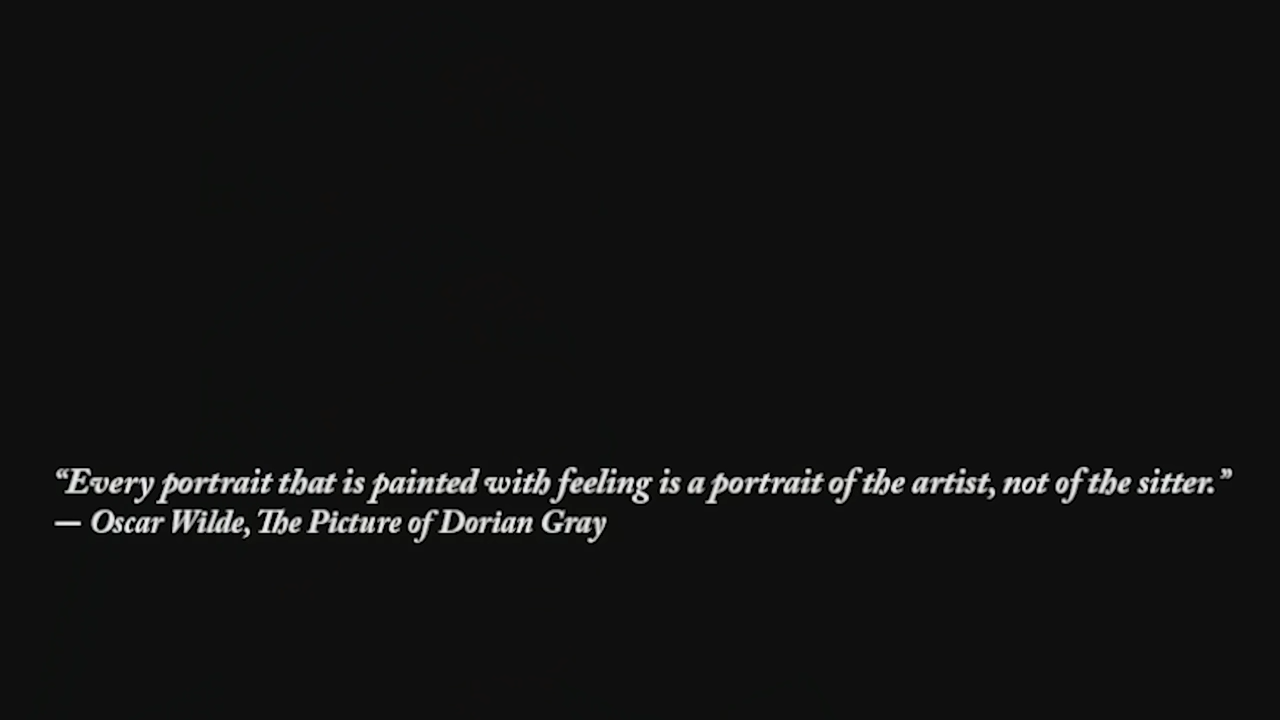 “Every portrait that is painted with feeling is a portrait of the artist, not of the sitter.”
— Oscar Wilde, The Picture of Dorian Gray